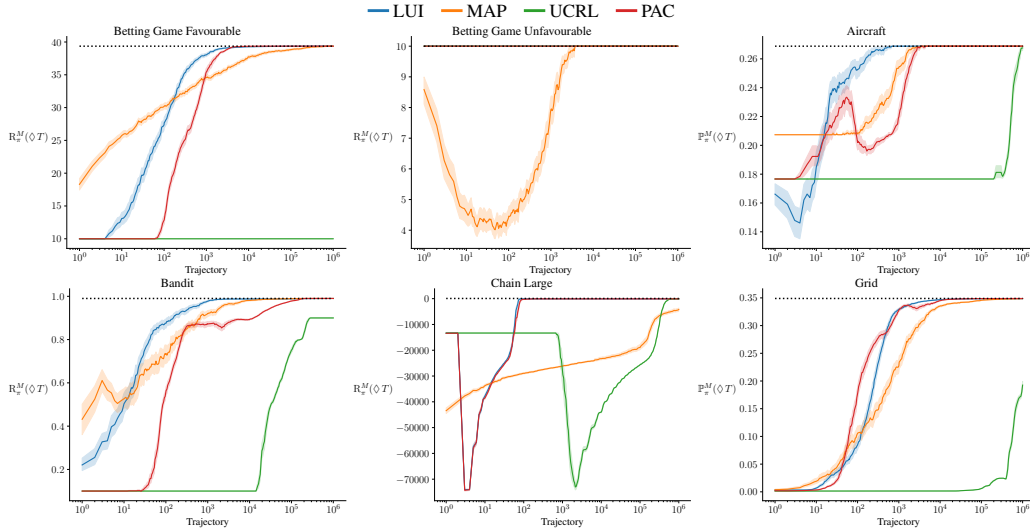 LUI MAP UCRL PAC
Betting Game Favourable
40
35
30
25
20
15
10
R_π^M(◊T)
10^0 10^1 10^2 10^3 10^4 10^5 10^6
Trajectory
Betting Game Unfavourable
10
9
8
7
6
5
4
R_π^M(◊T)
10^0 10^1 10^2 10^3 10^4 10^5 10^6
Trajectory
Aircraft
0.26
0.24
0.22
0.20
0.18
0.16
0.14
ℙ_π^M(◊T)
10^0 10^1 10^2 10^3 10^4 10^5 10^6
Trajectory
Bandit
1.0
0.8
0.6
0.4
0.2
R_π^M(◊T)
10^0 10^1 10^2 10^3 10^4 10^5 10^6
Trajectory
Chain Large
0
−10000
−20000
−30000
−40000
−50000
−60000
−70000
R_π^M(◊T)
10^0 10^1 10^2 10^3 10^4 10^5 10^6
Trajectory
Grid
0.35
0.30
0.25
0.20
0.15
0.10
0.05
0.00
ℙ_π^M(◊T)
10^0 10^1 10^2 10^3 10^4 10^5 10^6
Trajectory